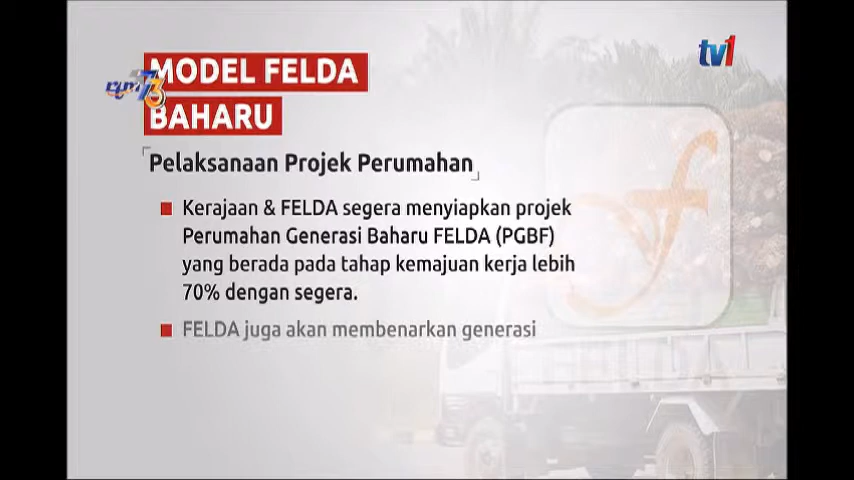 tv1
MODEL FELDA
BAHARU
Pelaksanaan Projek Perumahan
Kerajaan & FELDA segera menyiapkan projek
Perumahan Generasi Baharu FELDA (PGBF)
yang berada pada tahap kemajuan kerja lebih
70% dengan segera.
FELDA juga akan membenarkan generasi